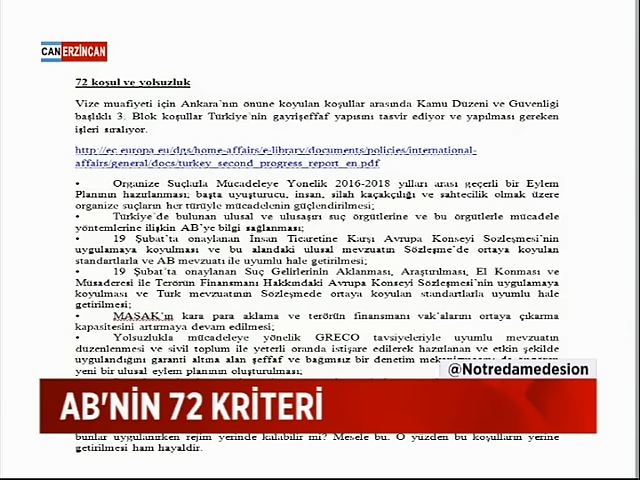 CAN ERZİNCAN
72 koşul ve yolsuzluk
Vize muafiyeti için Ankara'nın önüne koyulan koşullar arasında Kamu Düzeni ve Güvenliği
başlıklı 3. Blok koşullar Türkiye'nin gayrişeffaf yapısını tasvir ediyor ve yapılması gereken
işleri sıralıyor.
http://ec.europa.eu/dgs/home-affairs/e-library/documents/policies/international-
affairs/general/docs/turkey_second_progress_report_en.pdf
• Organize Suçlarla Mücadeleye Yönelik 2016-2018 yılları arası geçerli bir Eylem
Planının hazırlanması; başta uyuşturucu, insan, silah kaçakçılığı ve sahtecilik olmak üzere
organize suçların her türüyle mücadelenin güçlendirilmesi;
• Türkiye'de bulunan ulusal ve ulusaşırı suç örgütlerine ve bu örgütlerle mücadele
yöntemlerine ilişkin AB'ye bilgi sağlanması;
• 19 Şubat'ta onaylanan İnsan Ticaretine Karşı Avrupa Konseyi Sözleşmesi'nin
uygulamaya koyulması ve bu alandaki ulusal mevzuatın Sözleşme'de ortaya koyulan
standartlarla ve AB mevzuatı ile uyumlu hale getirilmesi;
• 19 Şubat'ta onaylanan Suç Gelirlerinin Aklanması, Araştırılması, El Konması ve
Müsaderesi ile Terörün Finansmanı Hakkındaki Avrupa Konseyi Sözleşmesi'nin uygulamaya
koyulması ve Türk mevzuatının Sözleşmede ortaya koyulan standartlarla uyumlu hale
getirilmesi;
• MASAK'ın kara para aklama ve terörün finansmanı vak'alarını ortaya çıkarma
kapasitesini artırmaya devam edilmesi;
• Yolsuzlukla mücadeleye yönelik GRECO tavsiyeleriyle uyumlu mevzuatın
düzenlenmesi ve sivil toplum ile yeterli oranda istişare edilerek hazırlanan ve etkin şekilde
uygulandığını garanti altına alan şeffaf ve bağımsız bir denetim
yeni bir ulusal eylem planının oluşturulması;
@Notredamedesion
AB'NİN 72 KRİTERİ
bunlar uygulanırken rejim yerinde kalabilir mi? Mesele bu. O yüzden bu koşulların yerine
getirilmesi ham hayaldir.